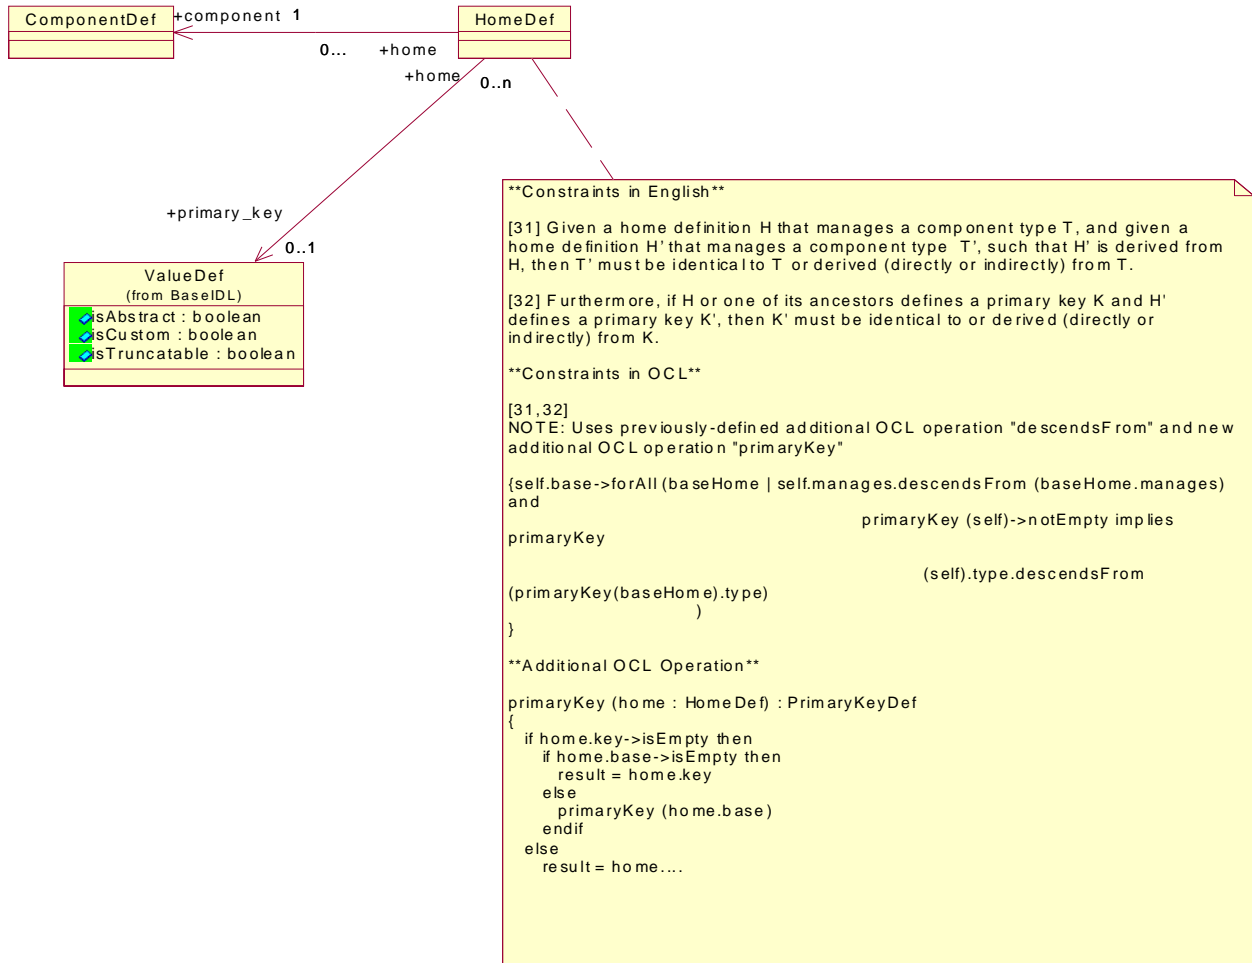 ComponentDef
+component 1
HomeDef
0... +home
+home
0..n
+primary_key
0..1
ValueDef
(from BaseIDL)
isAbstract : boolean
isCustom : boolean
isTruncatable : boolean
**Constraints in English**
[31] Given a home definition H that manages a component type T, and given a
home definition H' that manages a component type T', such that H' is derived from
H, then T' must be identical to T or derived (directly or indirectly) from T.
[32] Furthermore, if H or one of its ancestors defines a primary key K and H'
defines a primary key K', then K' must be identical to or derived (directly or
indirectly) from K.
**Constraints in OCL**
[31,32]
NOTE: Uses previously-defined additional OCL operation "descendsFrom" and new
additional OCL operation "primaryKey"
{self.base->forAll (baseHome | self.manages.descendsFrom (baseHome.manages)
and
primaryKey (self)->notEmpty implies
primaryKey
(self).type.descendsFrom
(primaryKey(baseHome).type)
)
}
**Additional OCL Operation**
primaryKey (home : HomeDef) : PrimaryKeyDef
{
if home.key->isEmpty then
if home.base->isEmpty then
result = home.key
else
primaryKey (home.base)
endif
else
result = home....